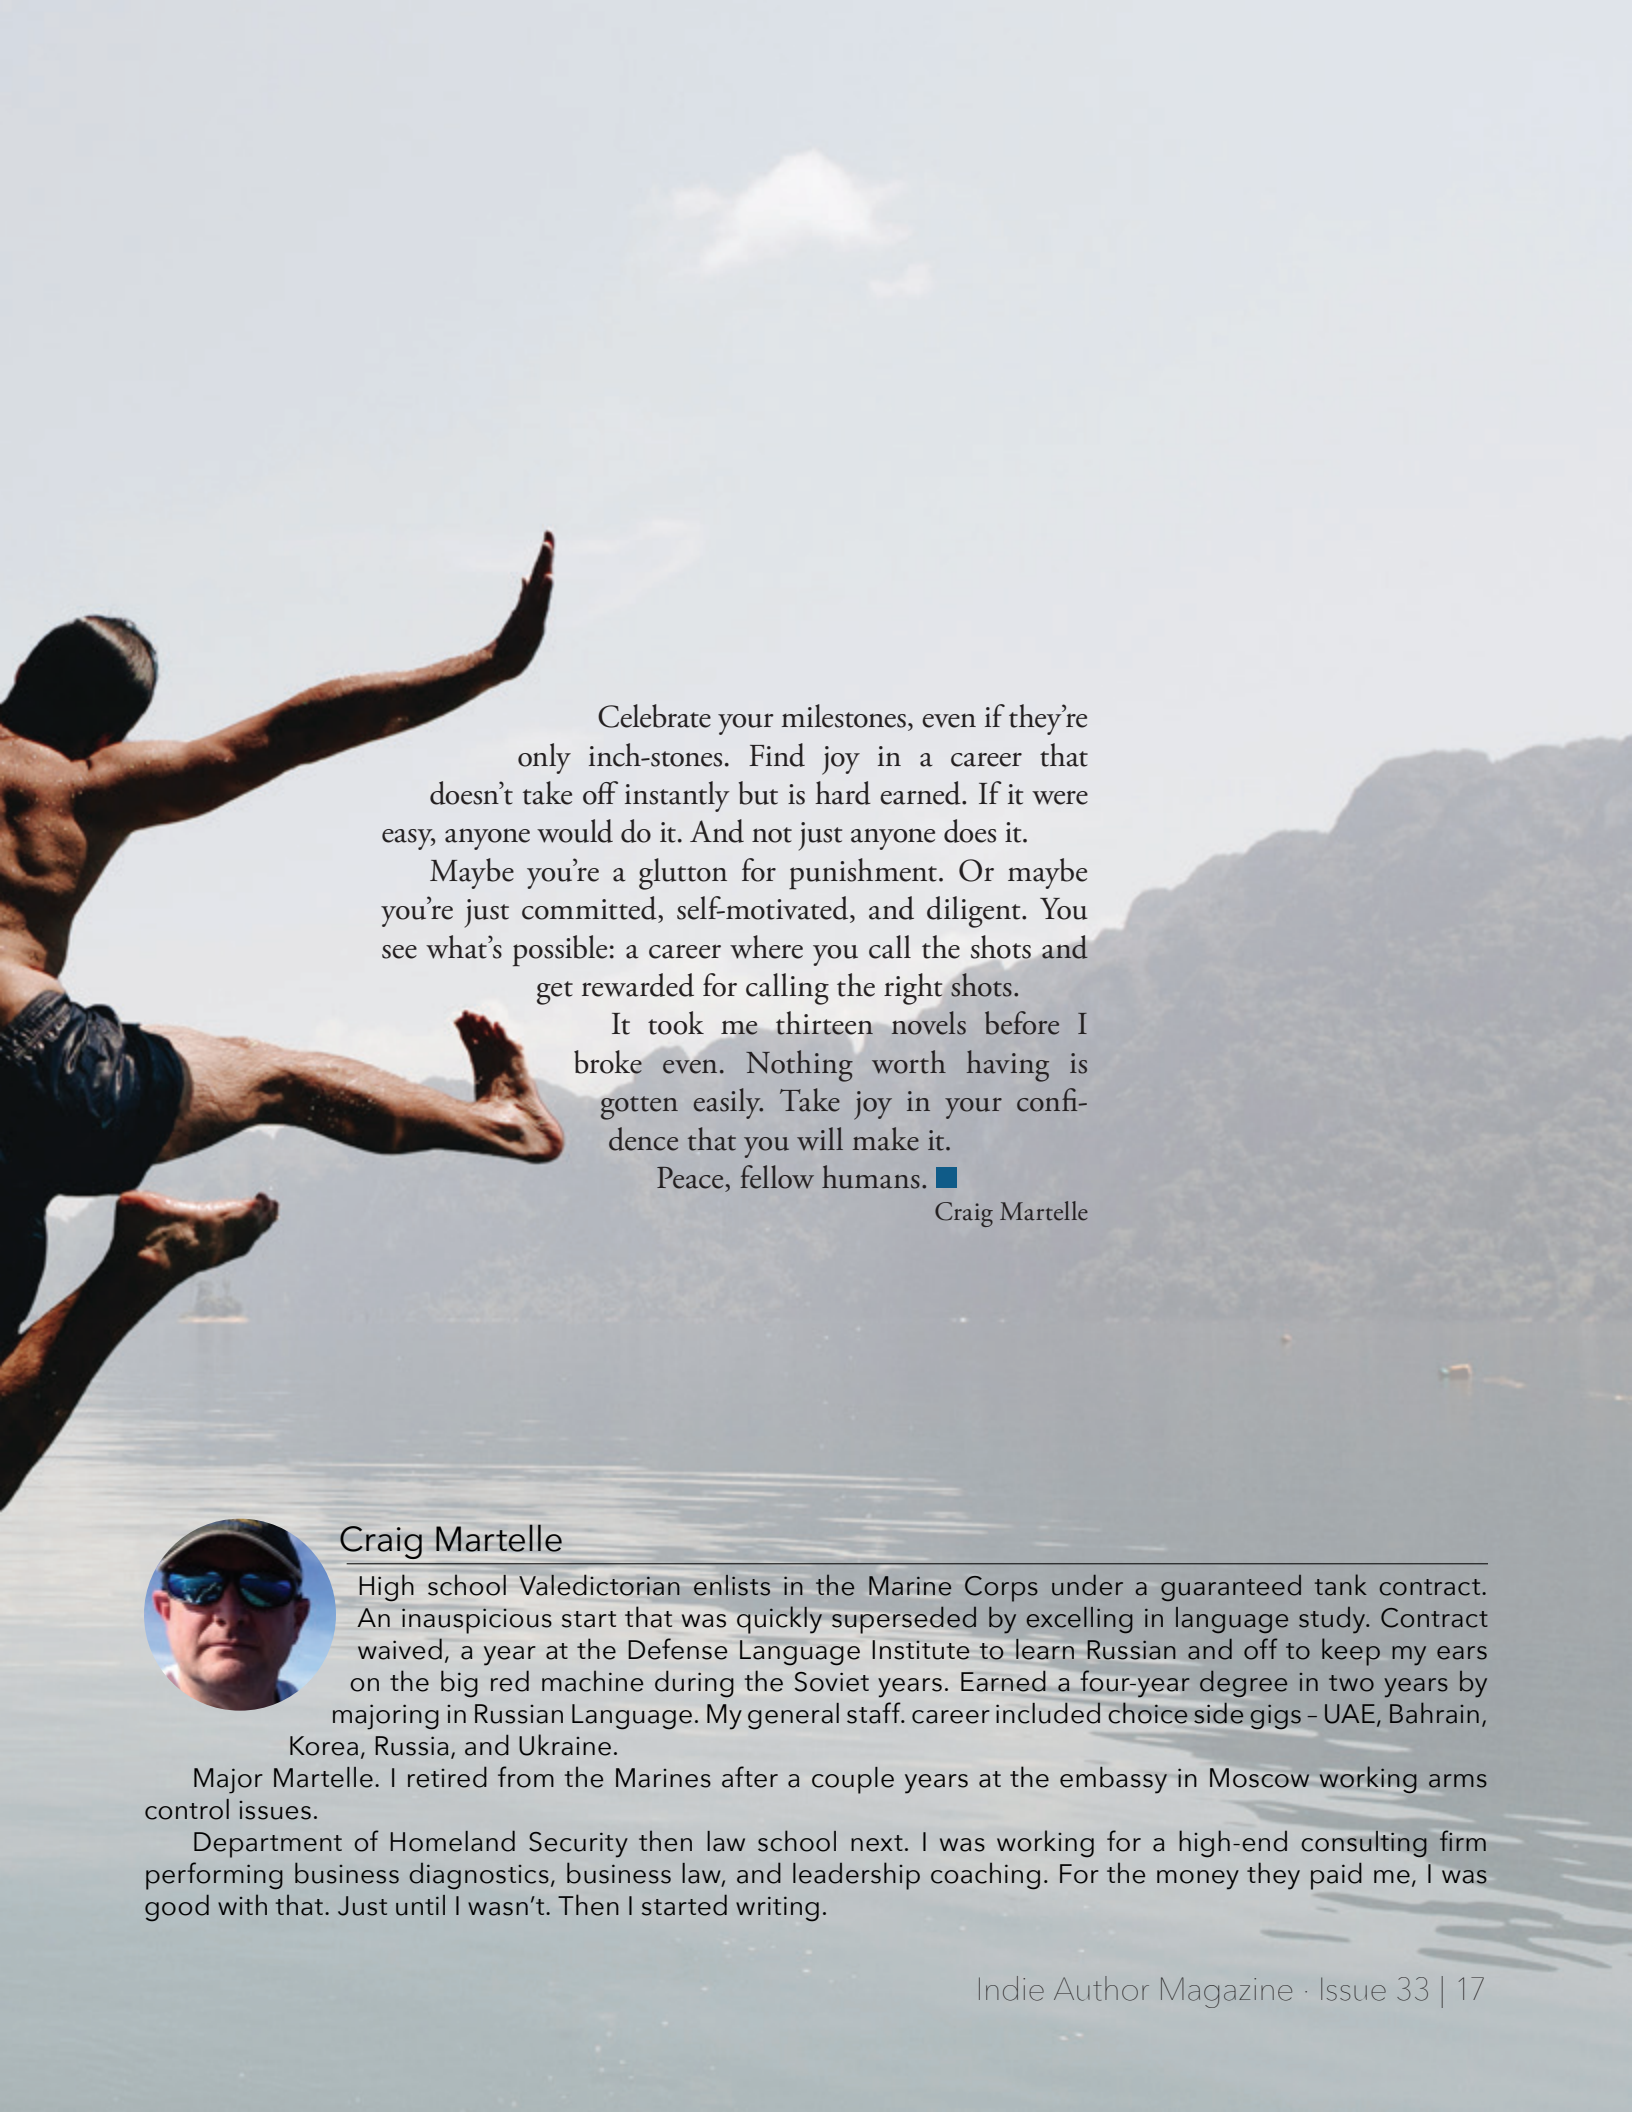 Celebrate your milestones, even if they’re
only inch-stones. Find joy in a career that
doesn’t take off instantly but is hard earned. If it were
easy, anyone would do it. And not just anyone does it.
Maybe you’re a glutton for punishment. Or maybe
you’re just committed, self-motivated, and diligent. You
see what’s possible: a career where you call the shots and
get rewarded for calling the right shots.
It took me thirteen novels before I
broke even. Nothing worth having is
gotten easily. Take joy in your confi-
dence that you will make it.
Peace, fellow humans.
Craig Martelle
Craig Martelle
High school Valedictorian enlists in the Marine Corps under a guaranteed tank contract.
An inauspicious start that was quickly superseded by excelling in language study. Contract
waived, a year at the Defense Language Institute to learn Russian and off to keep my ears
on the big red machine during the Soviet years. Earned a four-year degree in two years by
majoring in Russian Language. My general staff. career included choice side gigs – UAE, Bahrain,
Korea, Russia, and Ukraine.
Major Martelle. I retired from the Marines after a couple years at the embassy in Moscow working arms
control issues.
Department of Homeland Security then law school next. I was working for a high-end consulting firm
performing business diagnostics, business law, and leadership coaching. For the money they paid me, I was
good with that. Just until I wasn’t. Then I started writing.
Indie Author Magazine · Issue 33 | 17